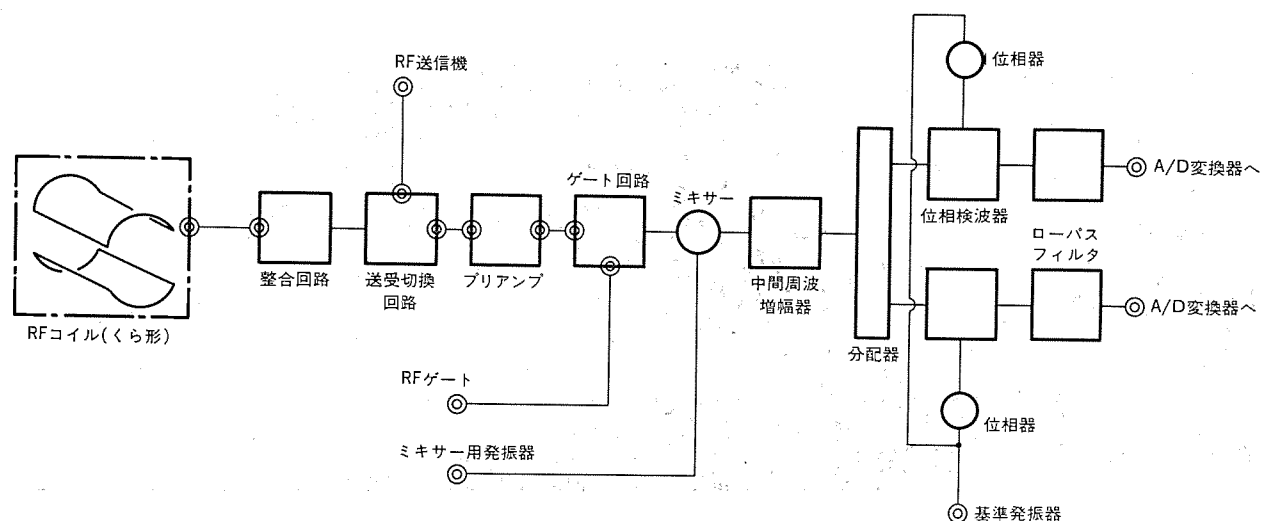 RF送信機
位相器
A/D変換器へ
ゲート回路
ミキサー
位相検波器
ローパス
フィルタ
整合回路
送受切換
回路
プリアンプ
中間周波
増幅器
A/D変換器へ
RFコイル(くら形)
分配器
RFゲート
位相器
ミキサー用発振器
基準発振器